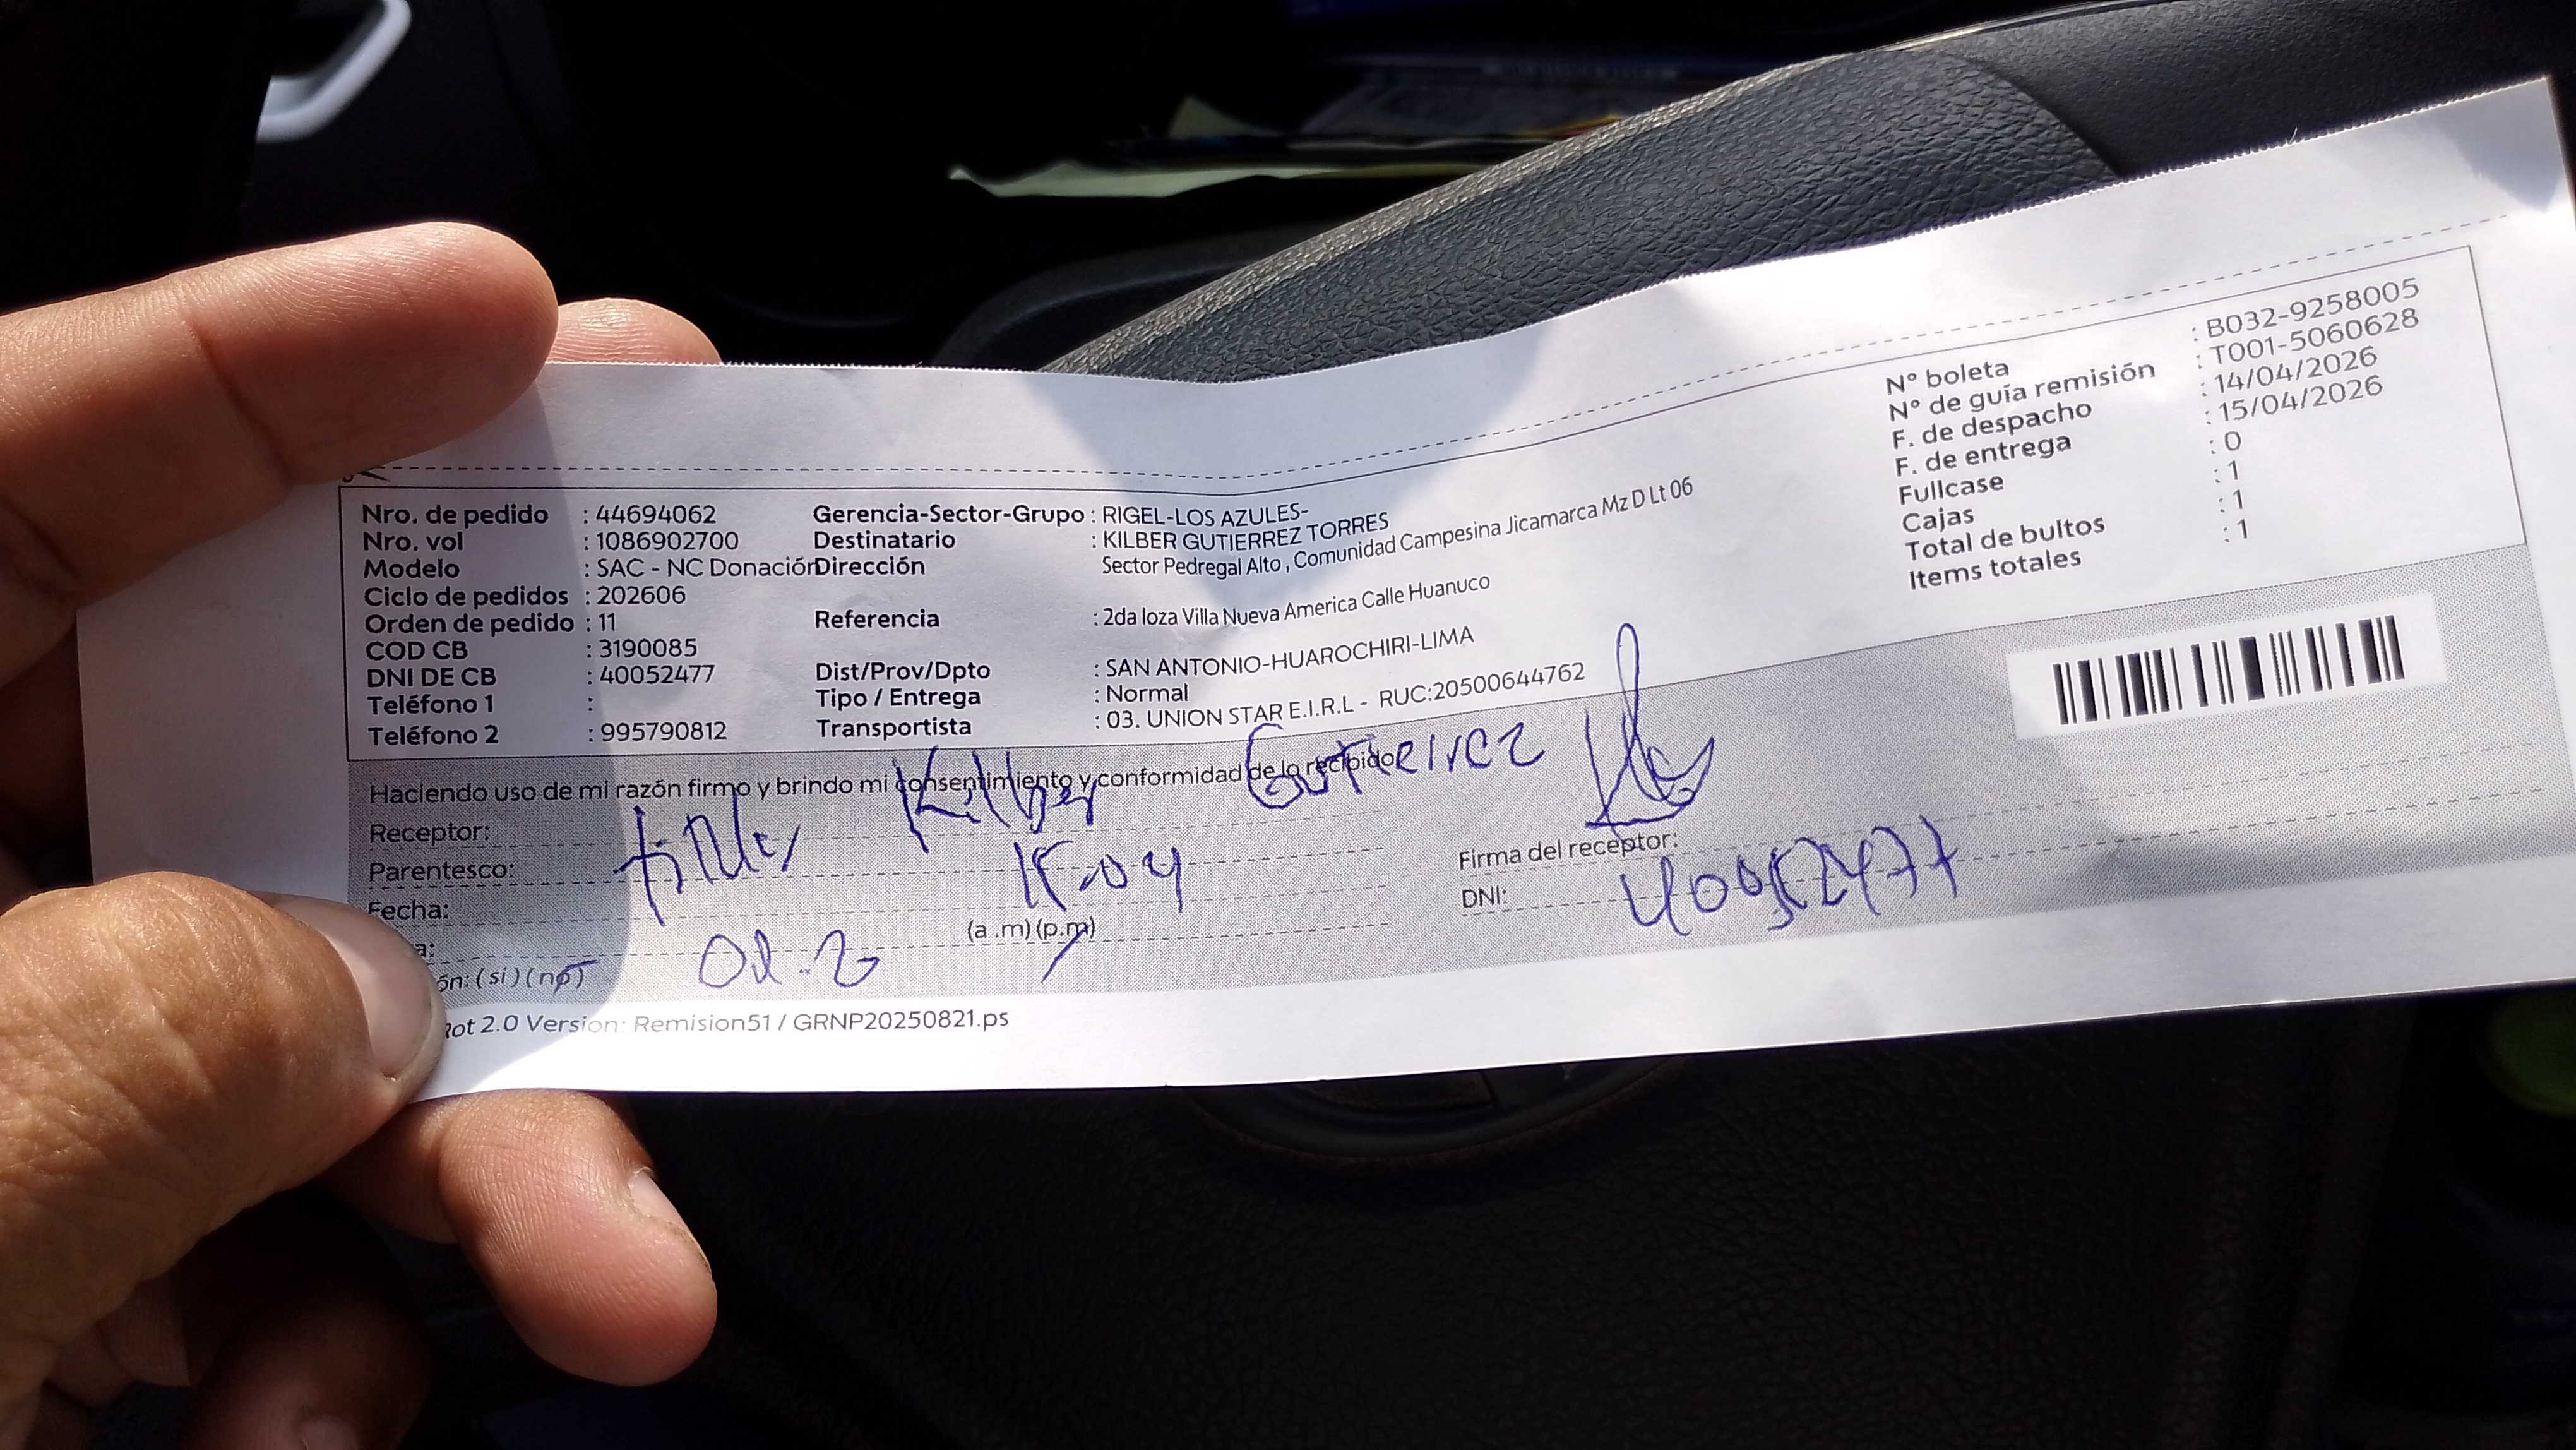 Nro. de pedido : 44694062
Nro. vol : 1086902700
Modelo : SAC - NC Donación
Ciclo de pedidos : 202606
Orden de pedido : 11
COD CB : 3190085
DNI DE CB : 40052477
Teléfono 1 :
Teléfono 2 : 995790812
Gerencia-Sector-Grupo : RIGEL-LOS AZULES-
Destinatario : KILBER GUTIERREZ TORRES
Dirección Sector Pedregal Alto , Comunidad Campesina Jicamarca Mz D Lt 06
Referencia : 2da loza Villa Nueva America Calle Huanuco
Dist/Prov/Dpto : SAN ANTONIO-HUAROCHIRI-LIMA
Tipo / Entrega : Normal
Transportista : 03. UNION STAR E.I.R.L - RUC:20500644762
N° boleta : B032-9258005
N° de guía remisión : T001-5060628
F. de despacho : 14/04/2026
F. de entrega : 15/04/2026
Fullcase : 0
Cajas : 1
Total de bultos : 1
Items totales : 1
Haciendo uso de mi razón firmo y brindo mi consentimiento y conformidad de lo recibido
Receptor: Kilber
Parentesco:
Fecha: 15.04
a: (a .m) (p.m)
ón: (si) (no)
Firma del receptor:
DNI: 40052477
Rot 2.0 Version: Remision51 / GRNP20250821.ps